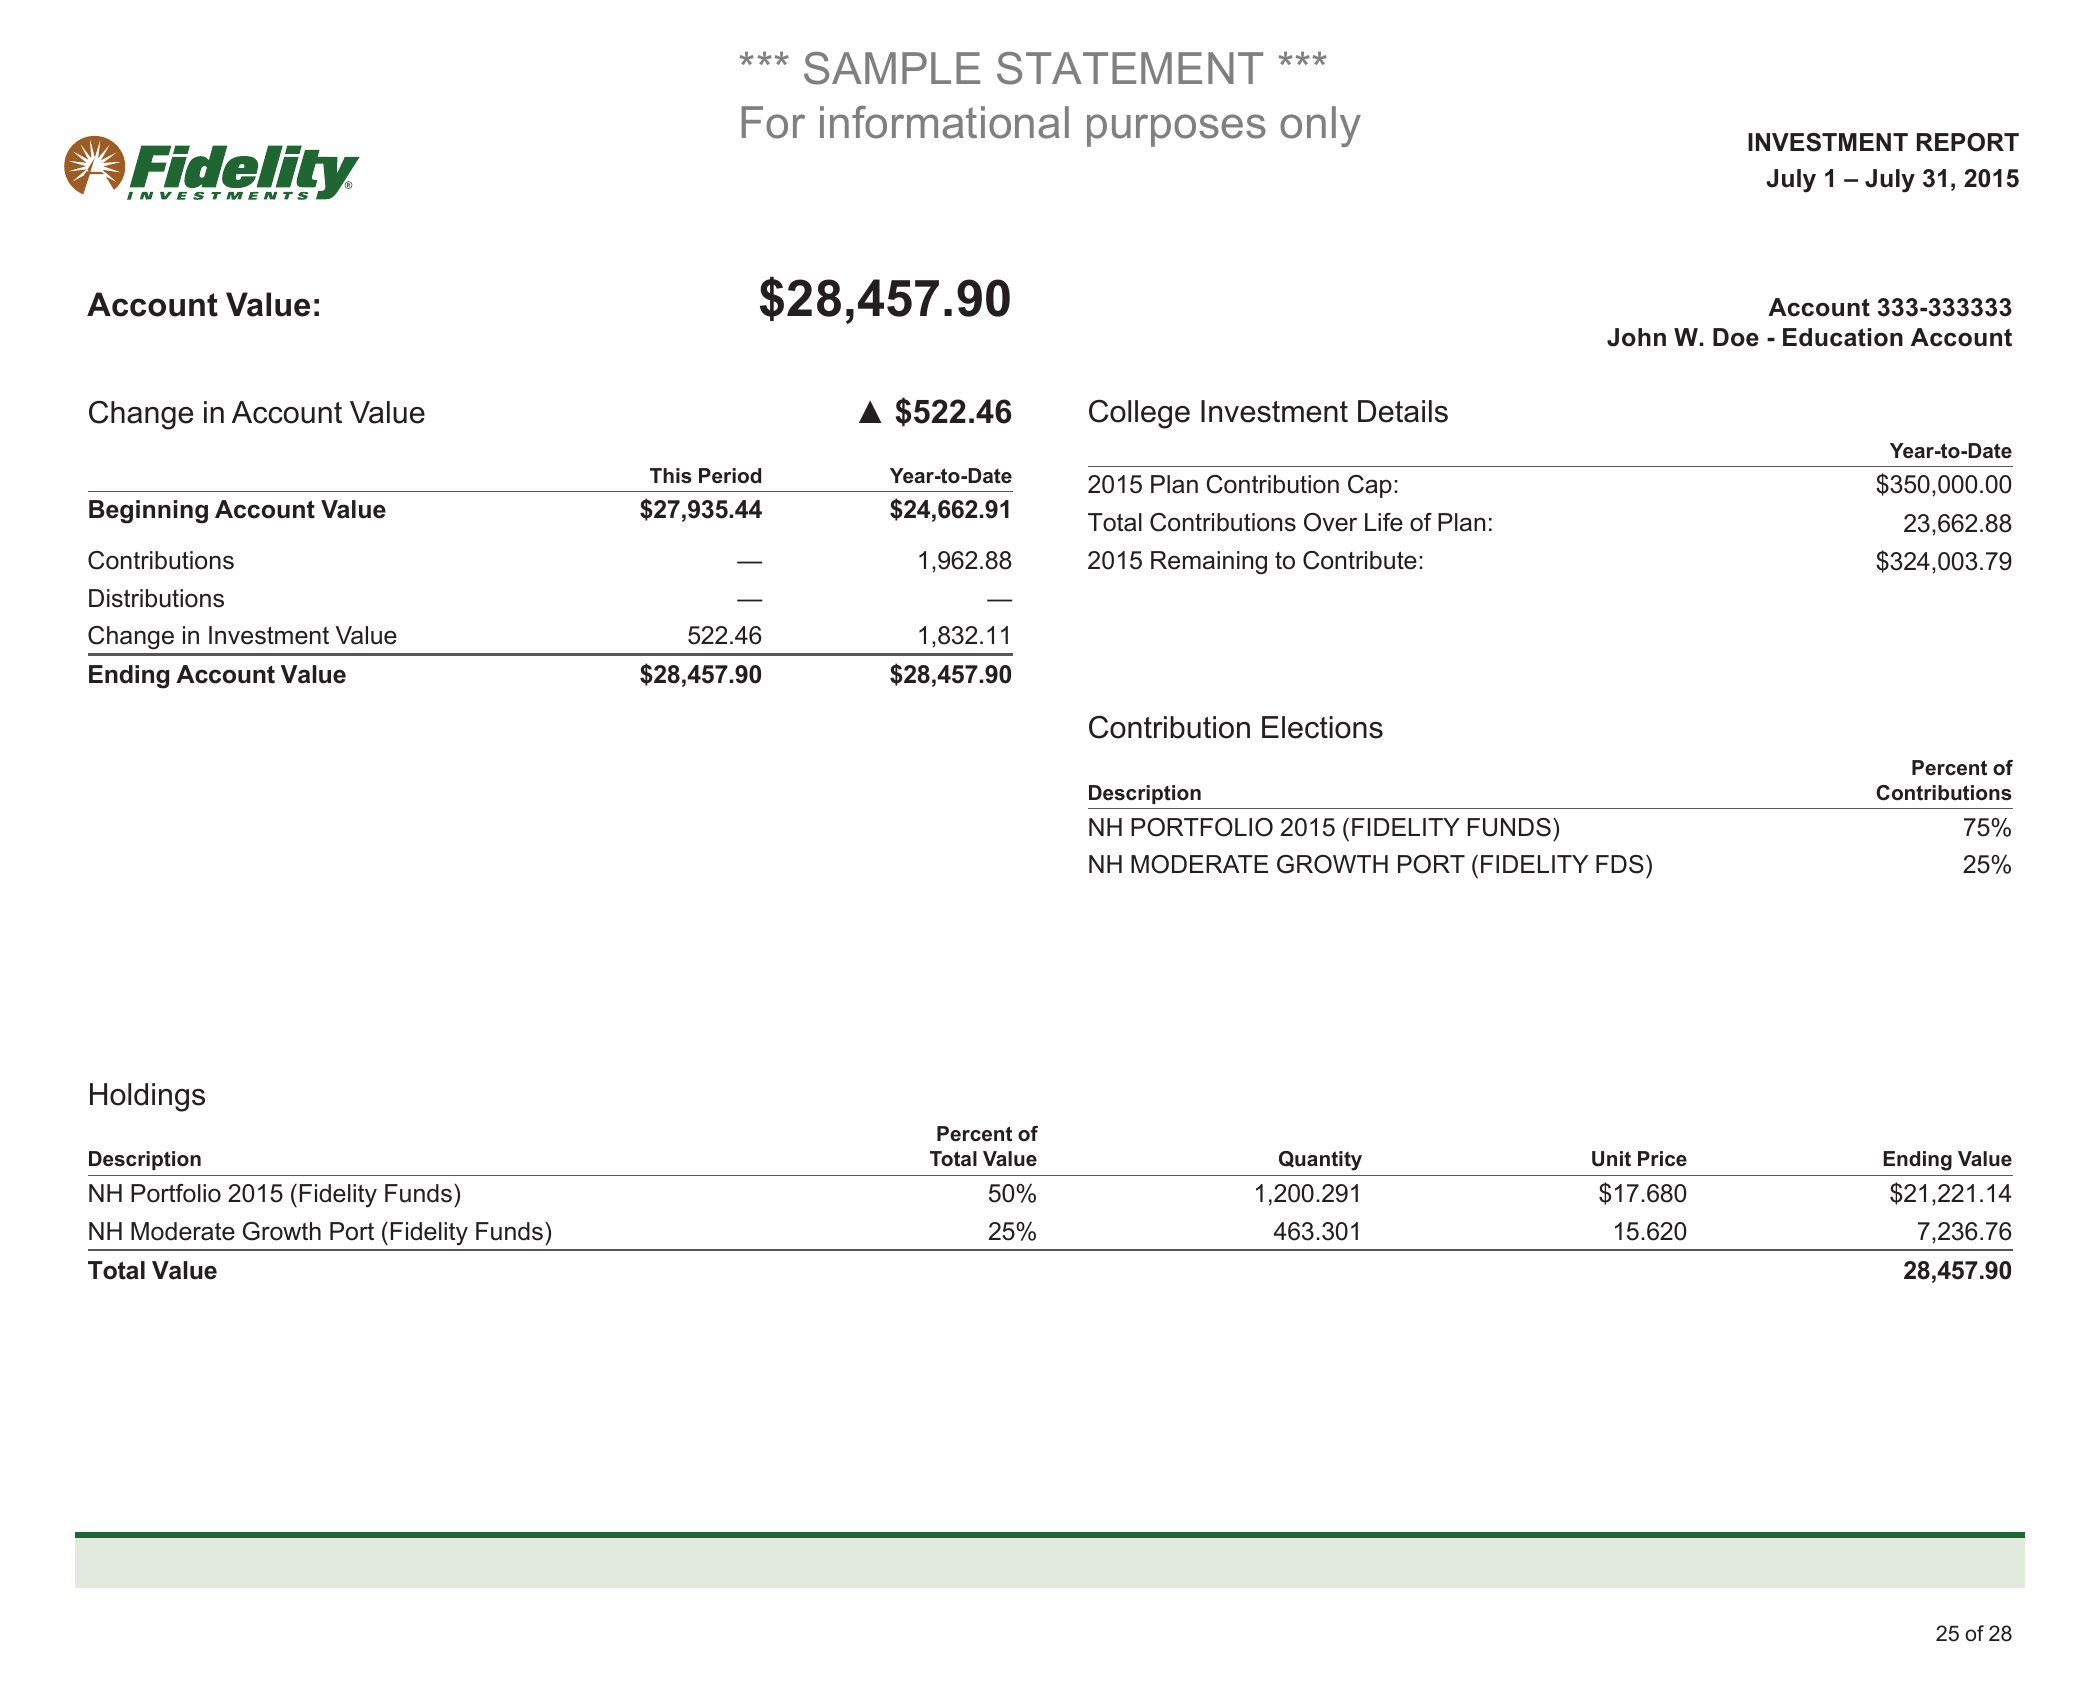 *** SAMPLE STATEMENT ***
For informational purposes only
Fidelity®
INVESTMENTS
INVESTMENT REPORT
July 1 – July 31, 2015
Account Value: $28,457.90
Account 333-333333
John W. Doe - Education Account
Change in Account Value ▲ $522.46
This Period Year-to-Date
Beginning Account Value $27,935.44 $24,662.91
Contributions — 1,962.88
Distributions — —
Change in Investment Value 522.46 1,832.11
Ending Account Value $28,457.90 $28,457.90
College Investment Details
Year-to-Date
2015 Plan Contribution Cap: $350,000.00
Total Contributions Over Life of Plan: 23,662.88
2015 Remaining to Contribute: $324,003.79
Contribution Elections
Percent of
Description Contributions
NH PORTFOLIO 2015 (FIDELITY FUNDS) 75%
NH MODERATE GROWTH PORT (FIDELITY FDS) 25%
Holdings
Percent of
Description Total Value Quantity Unit Price Ending Value
NH Portfolio 2015 (Fidelity Funds) 50% 1,200.291 $17.680 $21,221.14
NH Moderate Growth Port (Fidelity Funds) 25% 463.301 15.620 7,236.76
Total Value 28,457.90
25 of 28